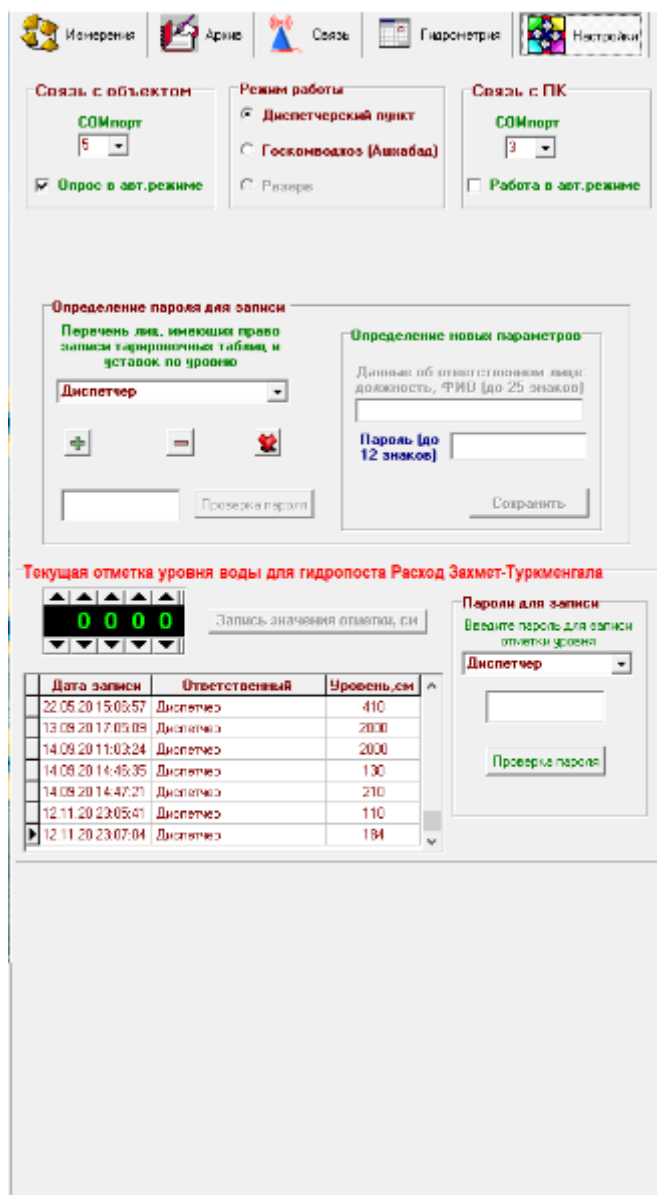 Измерения Архив Связь Гидрометрия Настройки
Связь с объектом
COMпорт
5
Опрос в авт.режиме
Режим работы
Диспетчерский пункт
Госкомводхоз (Ашхабад)
Резерв
Связь с ПК
COMпорт
3
Работа в авт.режиме
Определение пароля для записи
Перечень лиц, имеющих право
записи тарировочных таблиц и
уставок по уровню
Диспетчер
Проверка пароля
Определение новых параметров
Данные об ответственном лице:
должность, ФИО (до 25 знаков)
Пароль (до
12 знаков)
Сохранить
Текущая отметка уровня воды для гидропоста Расход Захмет-Туркменгала
0 0 0 0
Запись значения отметки, см
Пароли для записи
Введите пароль для записи
отметки уровня
Диспетчер
Проверка пароля
Дата записи Ответственный Уровень,см
22.05.20 15:06:57 Диспетчер 410
13.09.20 17:05:09 Диспетчер 2000
14.09.20 11:03:24 Диспетчер 2000
14.09.20 14:46:35 Диспетчер 130
14.09.20 14:47:21 Диспетчер 210
12.11.20 23:05:41 Диспетчер 110
12.11.20 23:07:04 Диспетчер 184